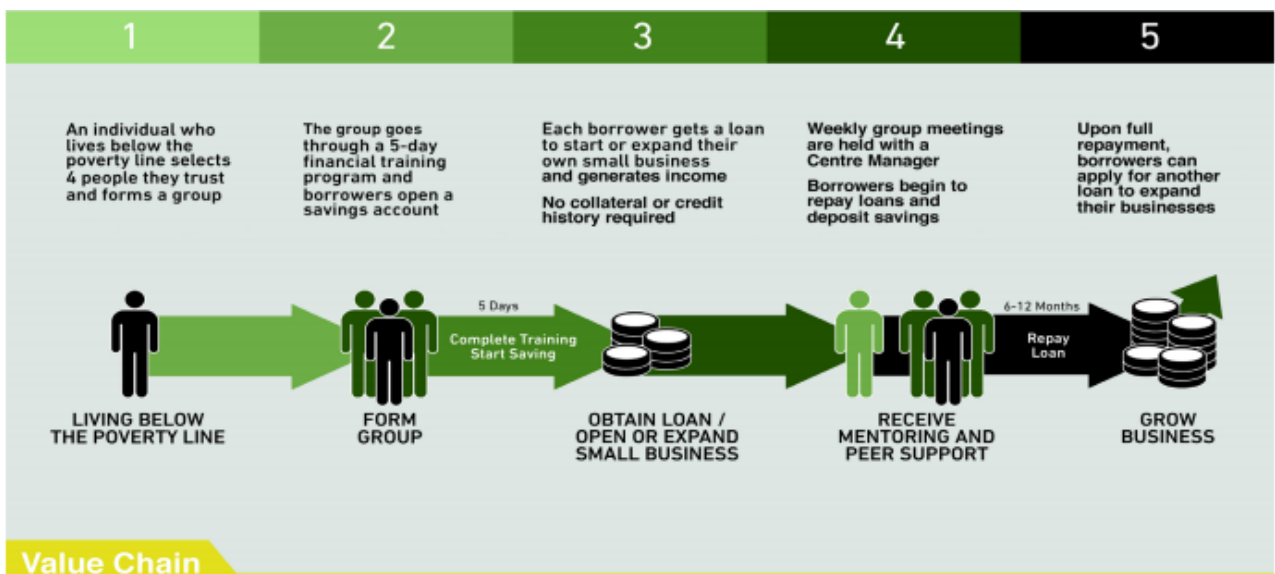 1
2
3
4
5
An individual who
lives below the
poverty line selects
4 people they trust
and forms a group
The group goes
through a 5-day
financial training
program and
borrowers open a
savings account
Each borrower gets a loan
to start or expand their
own small business
and generates income
No collateral or credit
history required
Weekly group meetings
are held with a
Centre Manager
Borrowers begin to
repay loans and
deposit savings
Upon full
repayment,
borrowers can
apply for another
loan to expand
their businesses
5 Days
Complete Training
Start Saving
6-12 Months
Repay
Loan
LIVING BELOW
THE POVERTY LINE
FORM
GROUP
OBTAIN LOAN /
OPEN OR EXPAND
SMALL BUSINESS
RECEIVE
MENTORING AND
PEER SUPPORT
GROW
BUSINESS
Value Chain